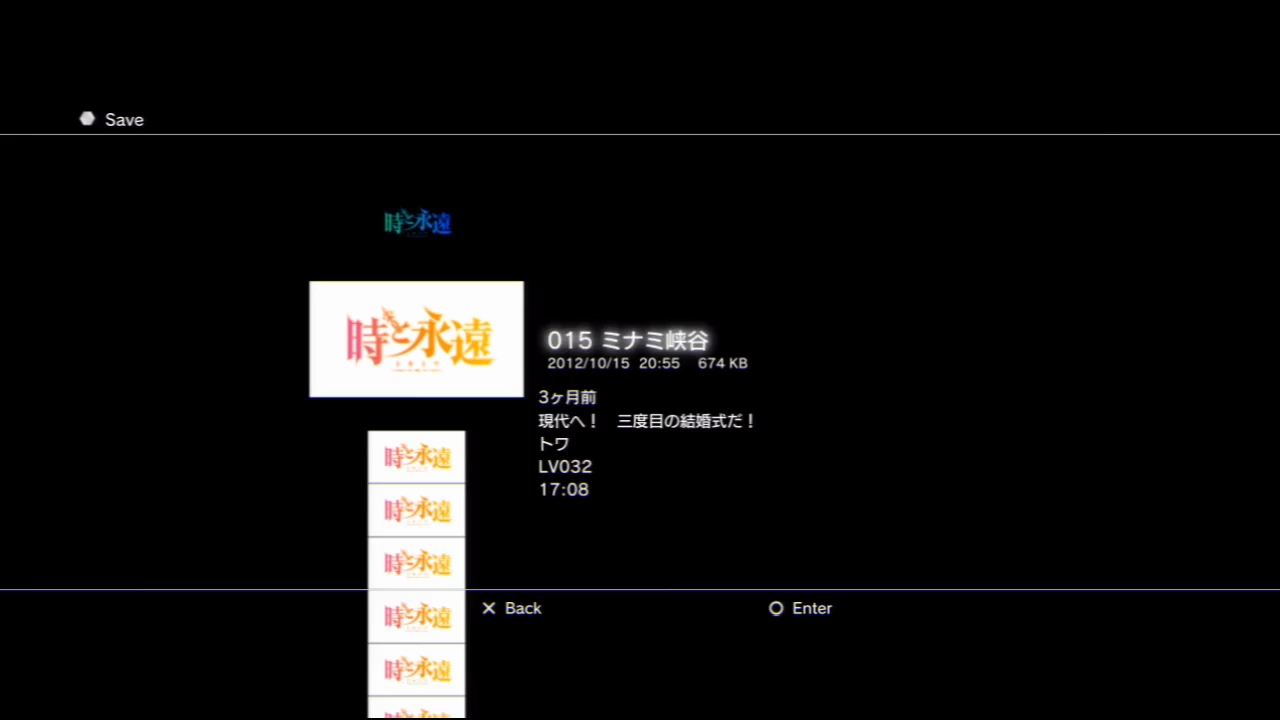 Save
時と永遠
時と永遠
015 ミナミ峡谷
2012/10/15 20:55 674 KB
3ヶ月前
現代へ！ 三度目の結婚式だ！
トワ
LV032
17:08
時と永遠
時と永遠
時と永遠
時と永遠
× Back
○ Enter
時と永遠